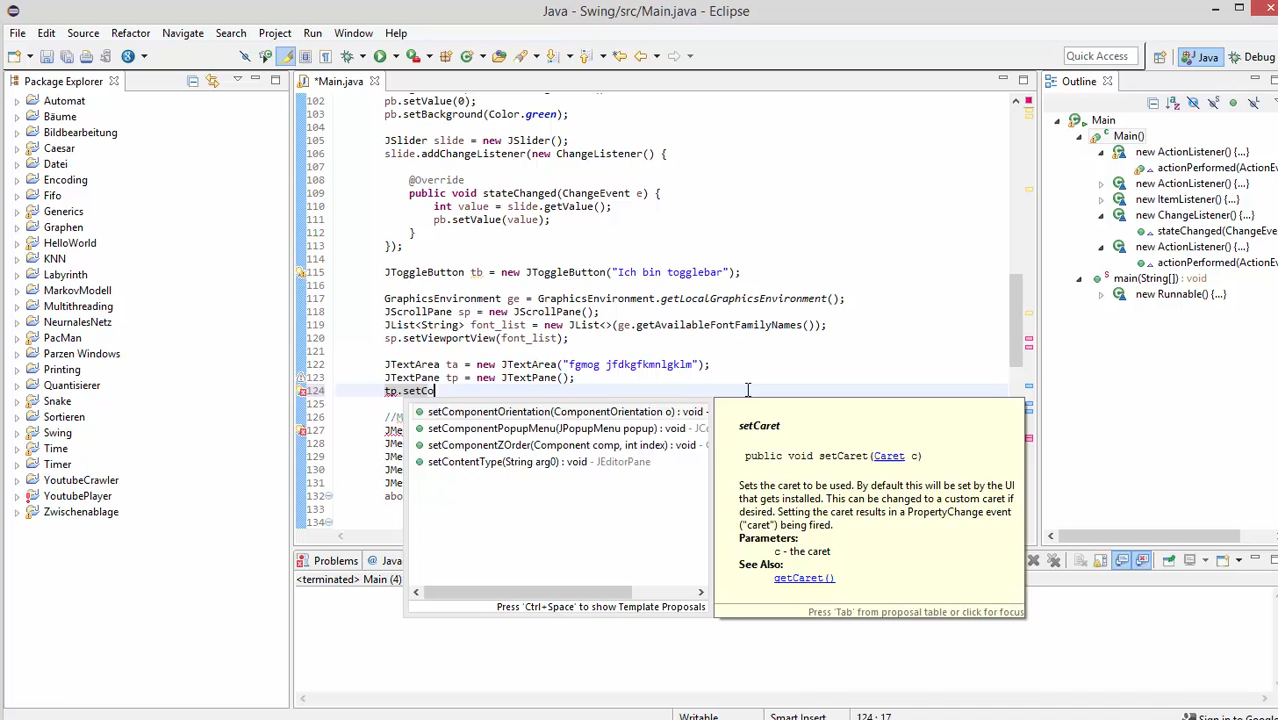 Java - Swing/src/Main.java - Eclipse
File Edit Source Refactor Navigate Search Project Run Window Help
Quick Access
Java
Debug
Package Explorer
*Main.java
Outline
Automat
Bäume
Bildbearbeitung
Caesar
Datei
Encoding
Fifo
Generics
Graphen
HelloWorld
KNN
Labyrinth
MarkovModell
Multithreading
NeurnalesNetz
PacMan
Parzen Windows
Printing
Quantisierer
Snake
Sortieren
Swing
Time
Timer
YoutubeCrawler
YoutubePlayer
Zwischenablage
102 pb.setValue(0);
103 pb.setBackground(Color.green);
104
105 JSlider slide = new JSlider();
106 slide.addChangeListener(new ChangeListener() {
107
108 @Override
109 public void stateChanged(ChangeEvent e) {
110 int value = slide.getValue();
111 pb.setValue(value);
112 }
113 });
114
115 JToggleButton tb = new JToggleButton("Ich bin togglebar");
116
117 GraphicsEnvironment ge = GraphicsEnvironment.getLocalGraphicsEnvironment();
118 JScrollPane sp = new JScrollPane();
119 JList<String> font_list = new JList<>(ge.getAvailableFontFamilyNames());
120 sp.setViewportView(font_list);
121
122 JTextArea ta = new JTextArea("fgmog jfdkgfkmnlgklm");
123 JTextPane tp = new JTextPane();
124 tp.setCo
125
126 //M
127 JMe
128 JMe
129 JMe
130 JMe
131 JMe
132 abo
133
134
setComponentOrientation(ComponentOrientation o) : void -
setComponentPopupMenu(JPopupMenu popup) : void - JC
setComponentZOrder(Component comp, int index) : void - C
setContentType(String arg0) : void - JEditorPane
Press 'Ctrl+Space' to show Template Proposals
setCaret
public void setCaret(Caret c)
Sets the caret to be used. By default this will be set by the UI
that gets installed. This can be changed to a custom caret if
desired. Setting the caret results in a PropertyChange event
("caret") being fired.
Parameters:
c - the caret
See Also:
getCaret()
Press 'Tab' from proposal table or click for focus
Main
Main()
new ActionListener() {...}
actionPerformed(ActionEv
new ActionListener() {...}
new ItemListener() {...}
new ChangeListener() {...}
stateChanged(ChangeEve
new ActionListener() {...}
actionPerformed(ActionEv
main(String[]) : void
new Runnable() {...}
Problems
@ Java
<terminated> Main (4)
Writable
Smart Insert
124 : 17
Sign in to Google